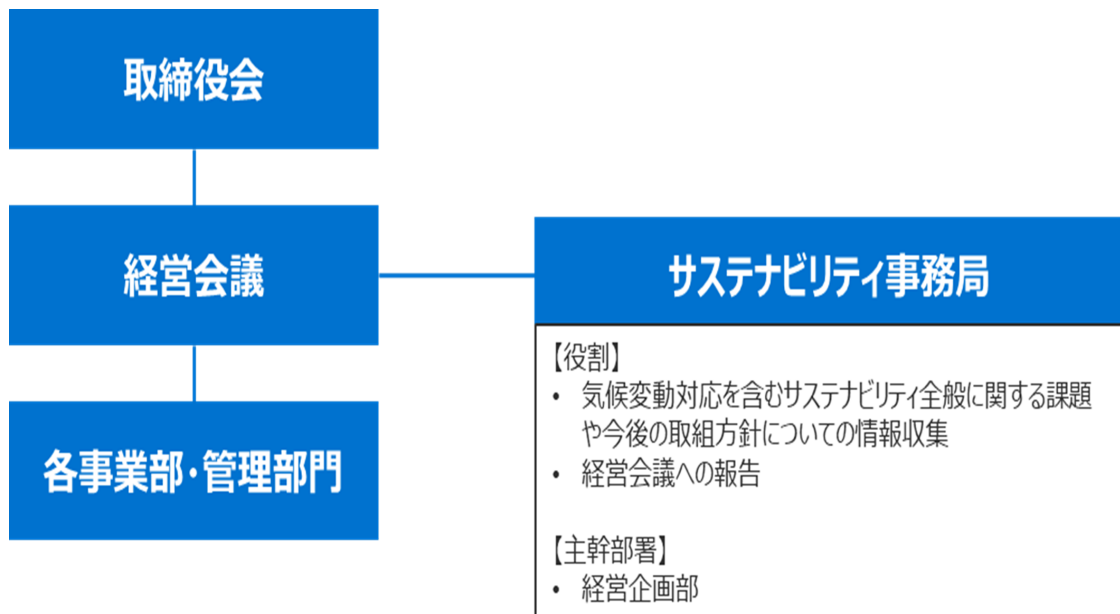 取締役会
経営会議
各事業部・管理部門
サステナビリティ事務局
【役割】
• 気候変動対応を含むサステナビリティ全般に関する課題
や今後の取組方針についての情報収集
• 経営会議への報告
【主幹部署】
• 経営企画部